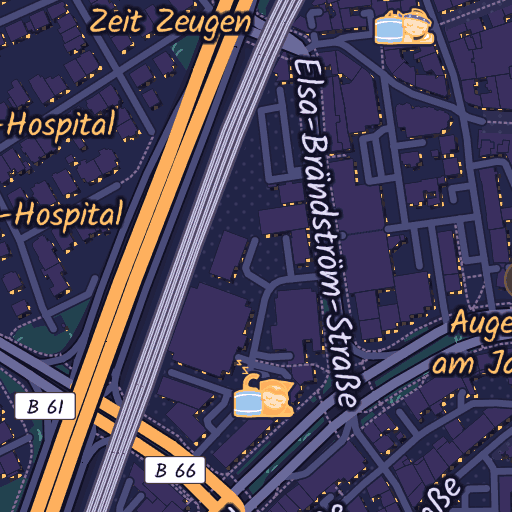 Zeit Zeugen
-Hospital
-Hospital
Elsa-Brändström-Straße
Auge
am Ja
B 61
B 66
aße